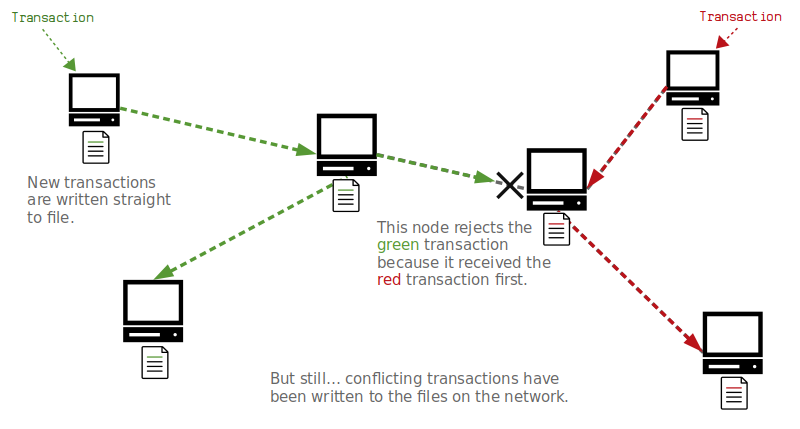 Transaction
Transaction
New transactions
are written straight
to file.
This node rejects the
green transaction
because it received the
red transaction first.
But still... conflicting transactions have
been written to the files on the network.